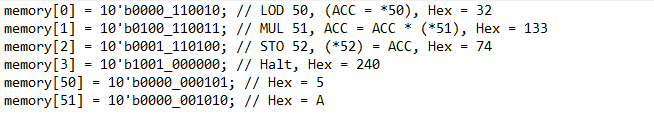 memory[0] = 10'b0000_110010; // LOD 50, (ACC = *50), Hex = 32
memory[1] = 10'b0100_110011; // MUL 51, ACC = ACC * (*51), Hex = 133
memory[2] = 10'b0001_110100; // STO 52, (*52) = ACC, Hex = 74
memory[3] = 10'b1001_000000; // Halt, Hex = 240
memory[50] = 10'b0000_000101; // Hex = 5
memory[51] = 10'b0000_001010; // Hex = A